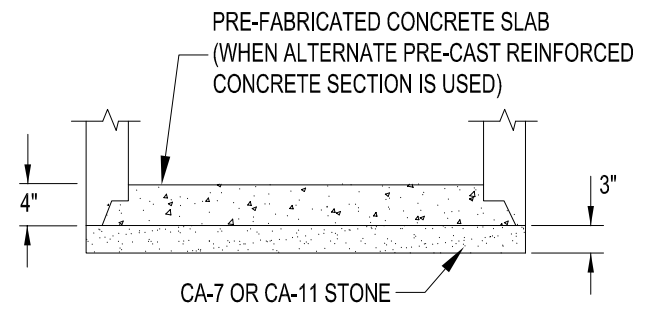 PRE-FABRICATED CONCRETE SLAB
(WHEN ALTERNATE PRE-CAST REINFORCED
CONCRETE SECTION IS USED)
4"
3"
CA-7 OR CA-11 STONE